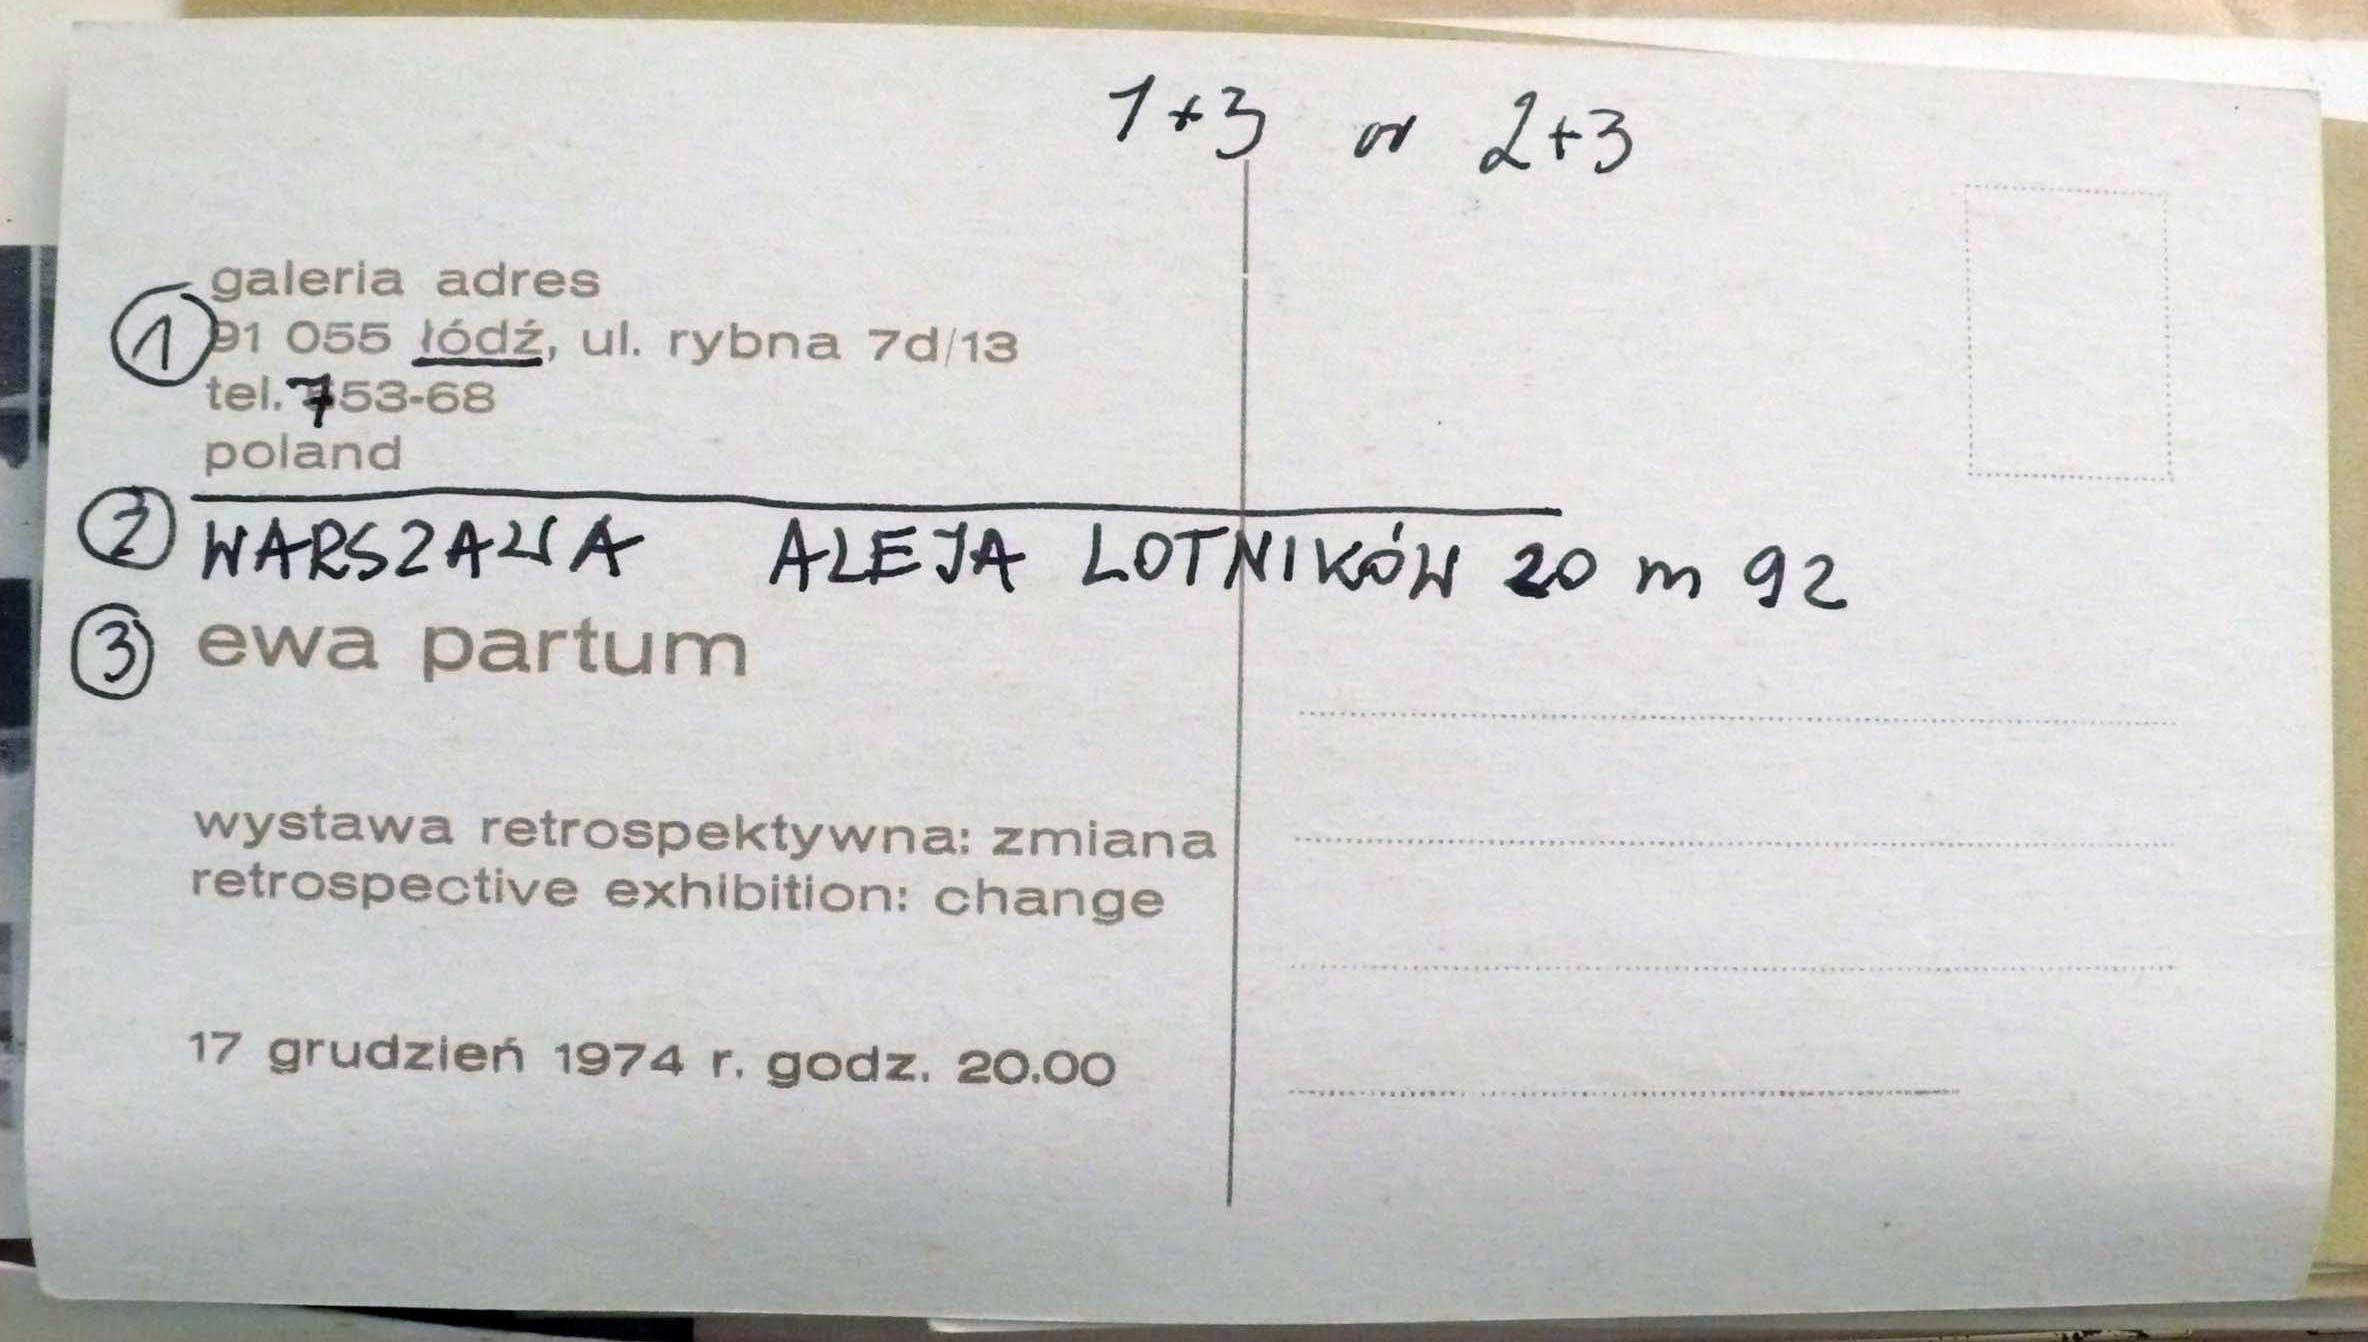 1+3 or 2+3
galeria adres
1 91 055 łódź, ul. rybna 7d/13
tel. 753-68
poland
2 WARSZAWA ALEJA LOTNIKÓW 20 m 92
3 ewa partum
wystawa retrospektywna: zmiana
retrospective exhibition: change
17 grudzień 1974 r. godz. 20.00